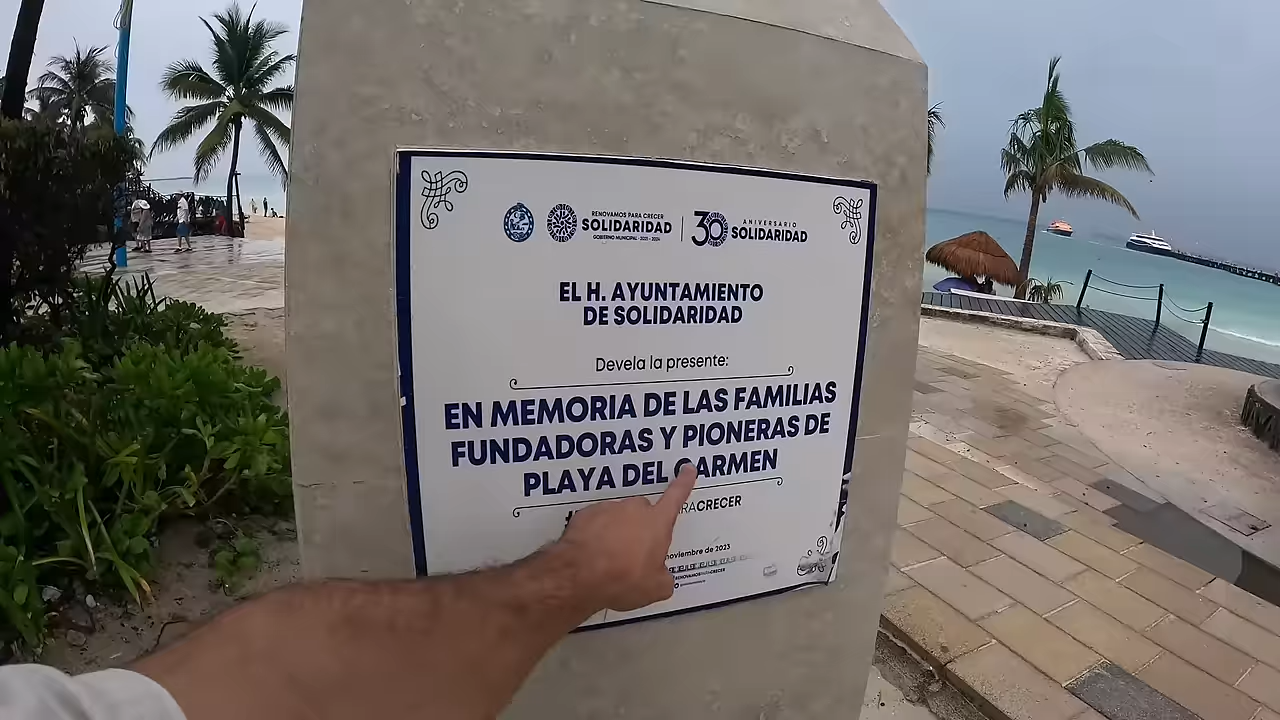 RENOVAMOS PARA CRECER
SOLIDARIDAD
GOBIERNO MUNICIPAL · 2021 - 2024
30 ANIVERSARIO
SOLIDARIDAD
EL H. AYUNTAMIENTO
DE SOLIDARIDAD
Devela la presente:
EN MEMORIA DE LAS FAMILIAS
FUNDADORAS Y PIONERAS DE
PLAYA DEL CARMEN
CRECER
noviembre de 2023